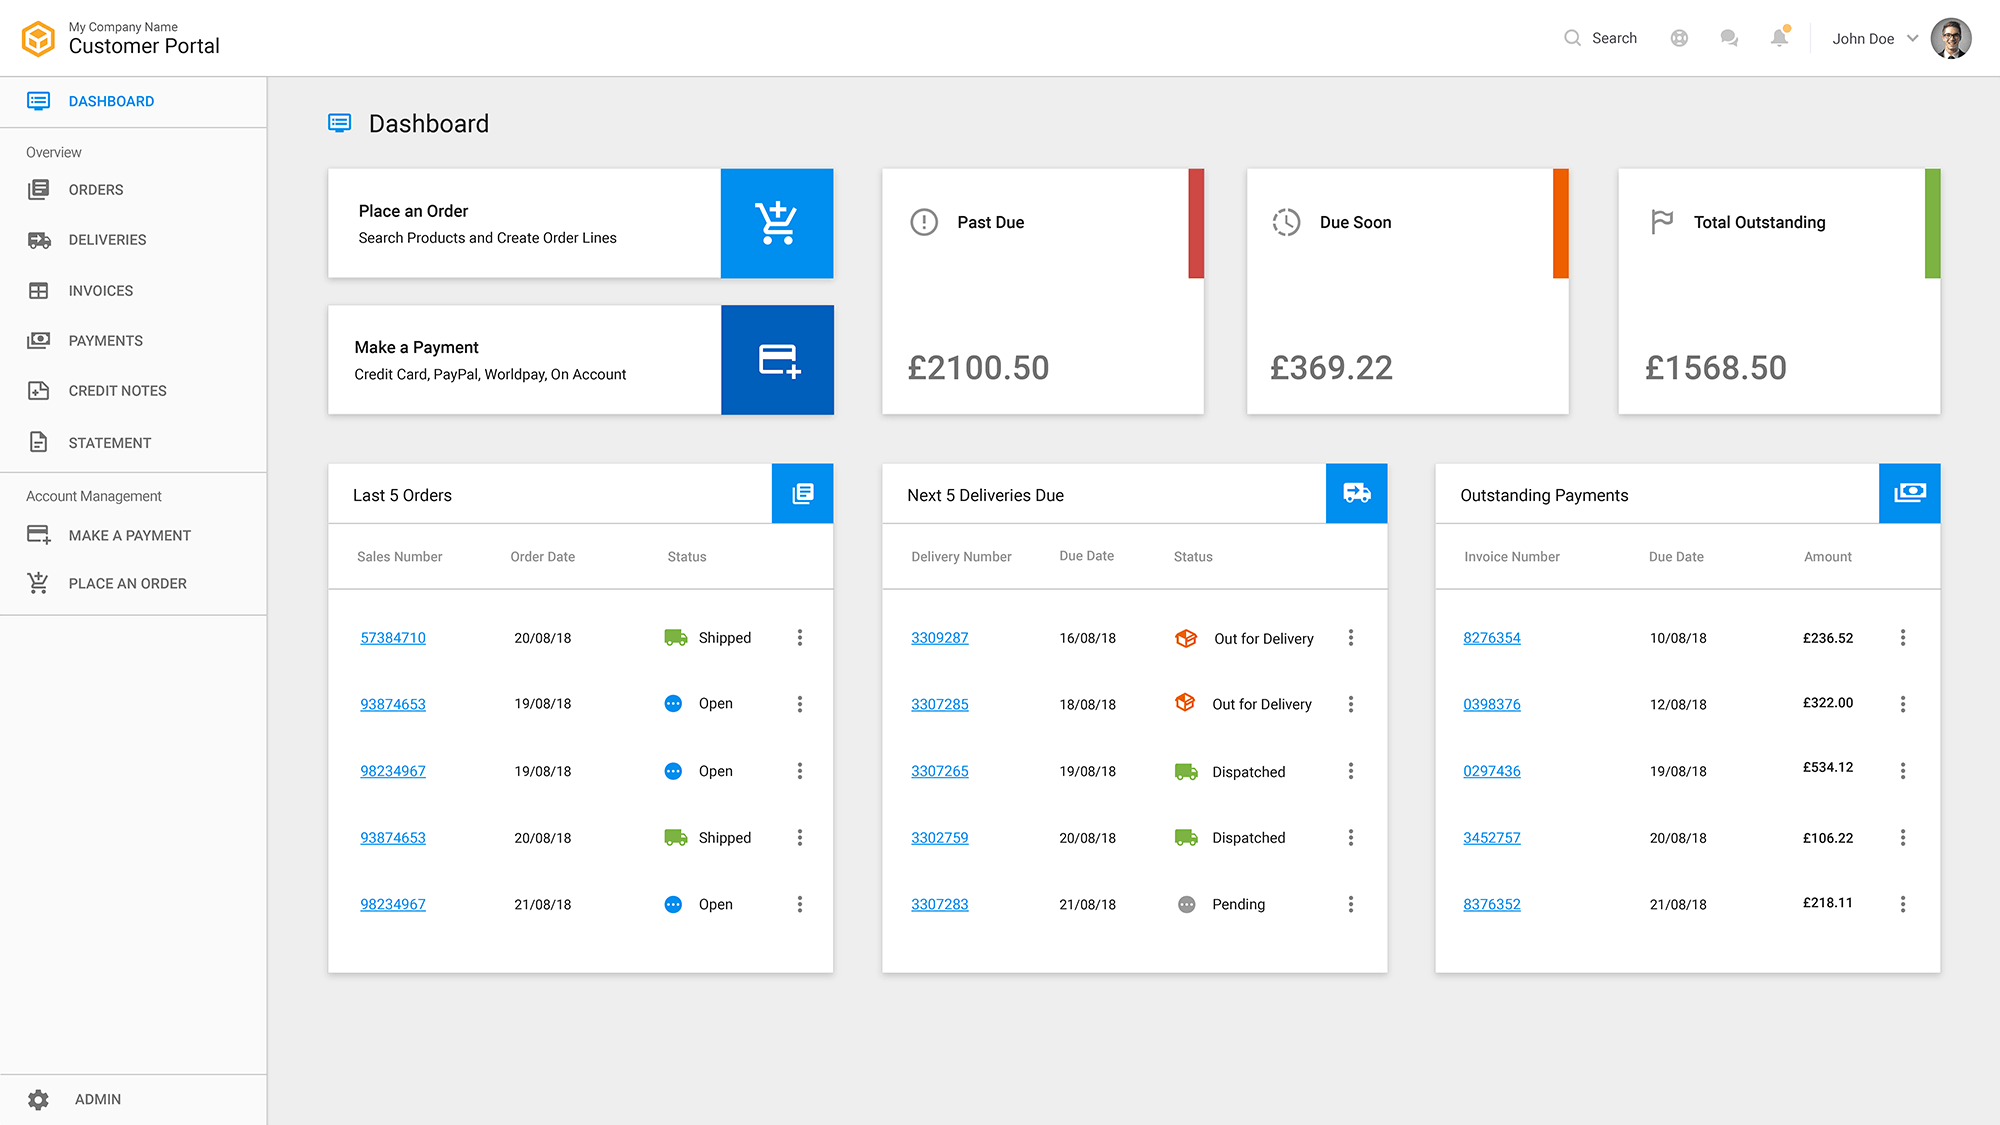 My Company Name
Customer Portal
Search
John Doe
DASHBOARD
Overview
ORDERS
DELIVERIES
INVOICES
PAYMENTS
CREDIT NOTES
STATEMENT
Account Management
MAKE A PAYMENT
PLACE AN ORDER
ADMIN
Dashboard
Place an Order
Search Products and Create Order Lines
Make a Payment
Credit Card, PayPal, Worldpay, On Account
Past Due
£2100.50
Due Soon
£369.22
Total Outstanding
£1568.50
Last 5 Orders
Sales Number Order Date Status
57384710 20/08/18 Shipped
93874653 19/08/18 Open
98234967 19/08/18 Open
93874653 20/08/18 Shipped
98234967 21/08/18 Open
Next 5 Deliveries Due
Delivery Number Due Date Status
3309287 16/08/18 Out for Delivery
3307285 18/08/18 Out for Delivery
3307265 19/08/18 Dispatched
3302759 20/08/18 Dispatched
3307283 21/08/18 Pending
Outstanding Payments
Invoice Number Due Date Amount
8276354 10/08/18 £236.52
0398376 12/08/18 £322.00
0297436 19/08/18 £534.12
3452757 20/08/18 £106.22
8376352 21/08/18 £218.11